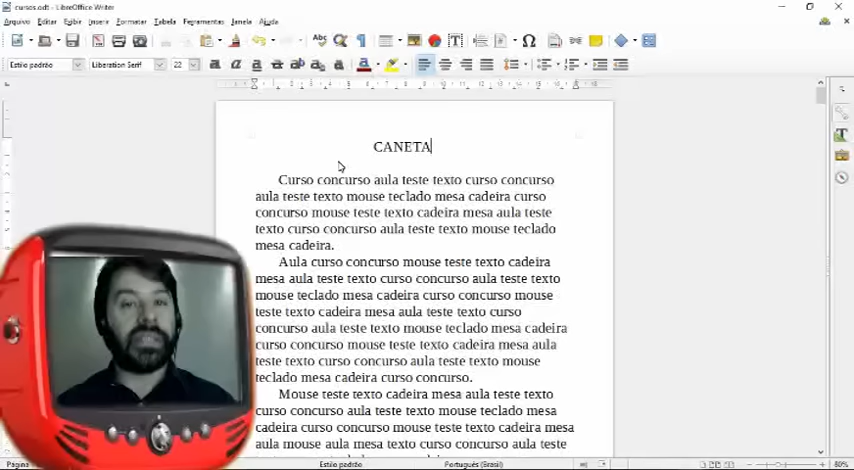 cursos.odt - LibreOffice Writer
Arquivo Editar Exibir Inserir Formatar Tabela Ferramentas Janela Ajuda
Estilo padrão Liberation Serif 22
CANETA
Curso concurso aula teste texto curso concurso
aula teste texto mouse teclado mesa cadeira curso
concurso mouse teste texto cadeira mesa aula teste
texto curso concurso aula teste texto mouse teclado
mesa cadeira.
Aula curso concurso mouse teste texto cadeira
mesa aula teste texto curso concurso aula teste texto
mouse teclado mesa cadeira curso concurso mouse
teste texto cadeira mesa aula teste texto curso
concurso aula teste texto mouse teclado mesa cadeira
curso concurso mouse teste texto cadeira mesa aula
teste texto curso concurso aula teste texto mouse
teclado mesa cadeira curso concurso.
Mouse teste texto cadeira mesa aula teste texto
curso concurso aula teste texto mouse teclado mesa
cadeira curso concurso mouse teste texto cadeira mesa
aula mouse aula mesa texto curso concurso aula teste
Estilo padrão Português (Brasil) 80%